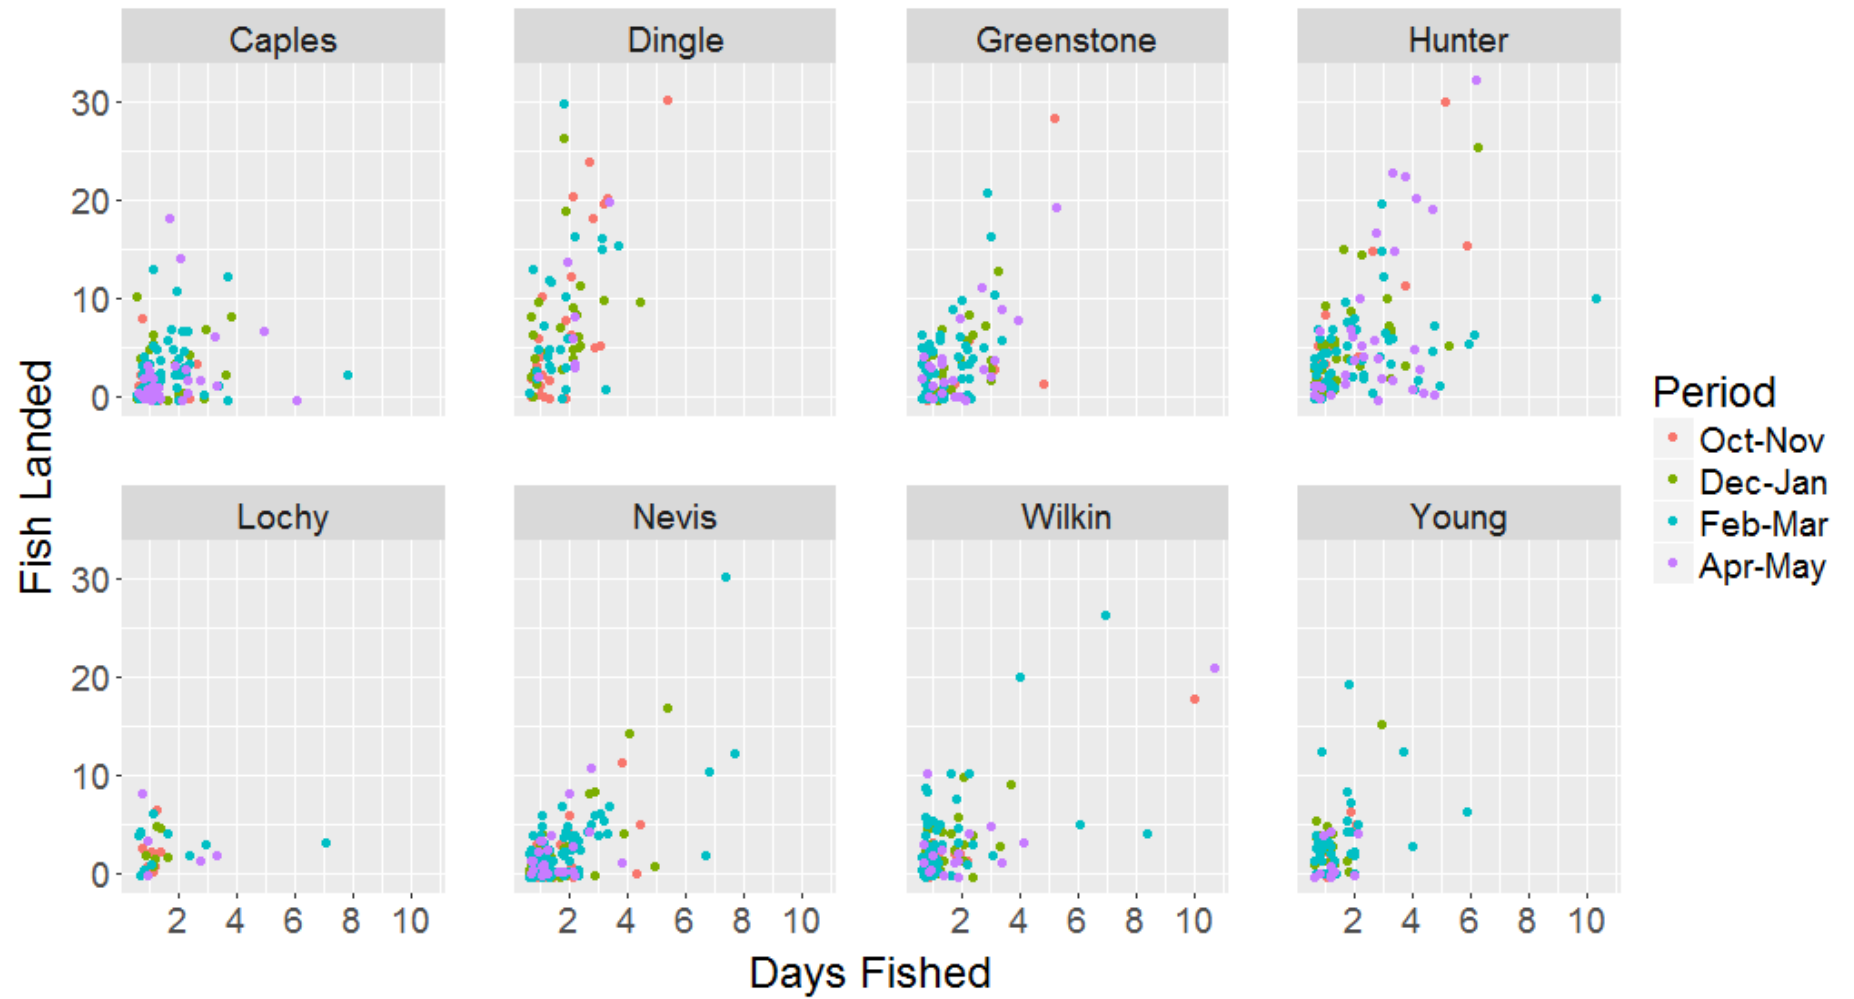 Caples Dingle Greenstone Hunter
30
20
10
0
Fish Landed
Period
Oct-Nov
Dec-Jan
Feb-Mar
Apr-May
Lochy Nevis Wilkin Young
30
20
10
0
2 4 6 8 10 2 4 6 8 10 2 4 6 8 10 2 4 6 8 10
Days Fished